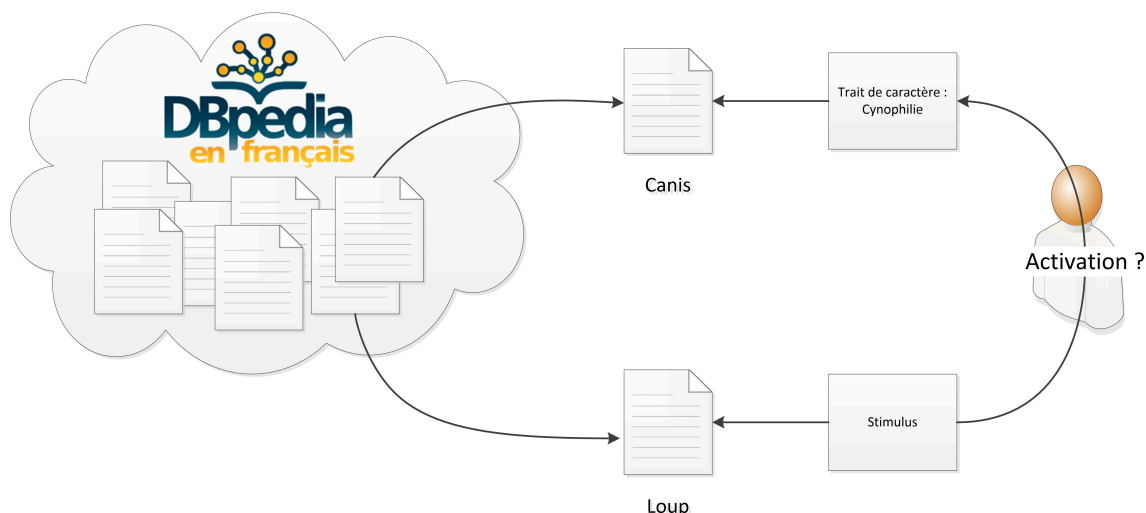 DBpedia
en français
Canis
Trait de caractère :
Cynophilie
Activation ?
Loup
Stimulus